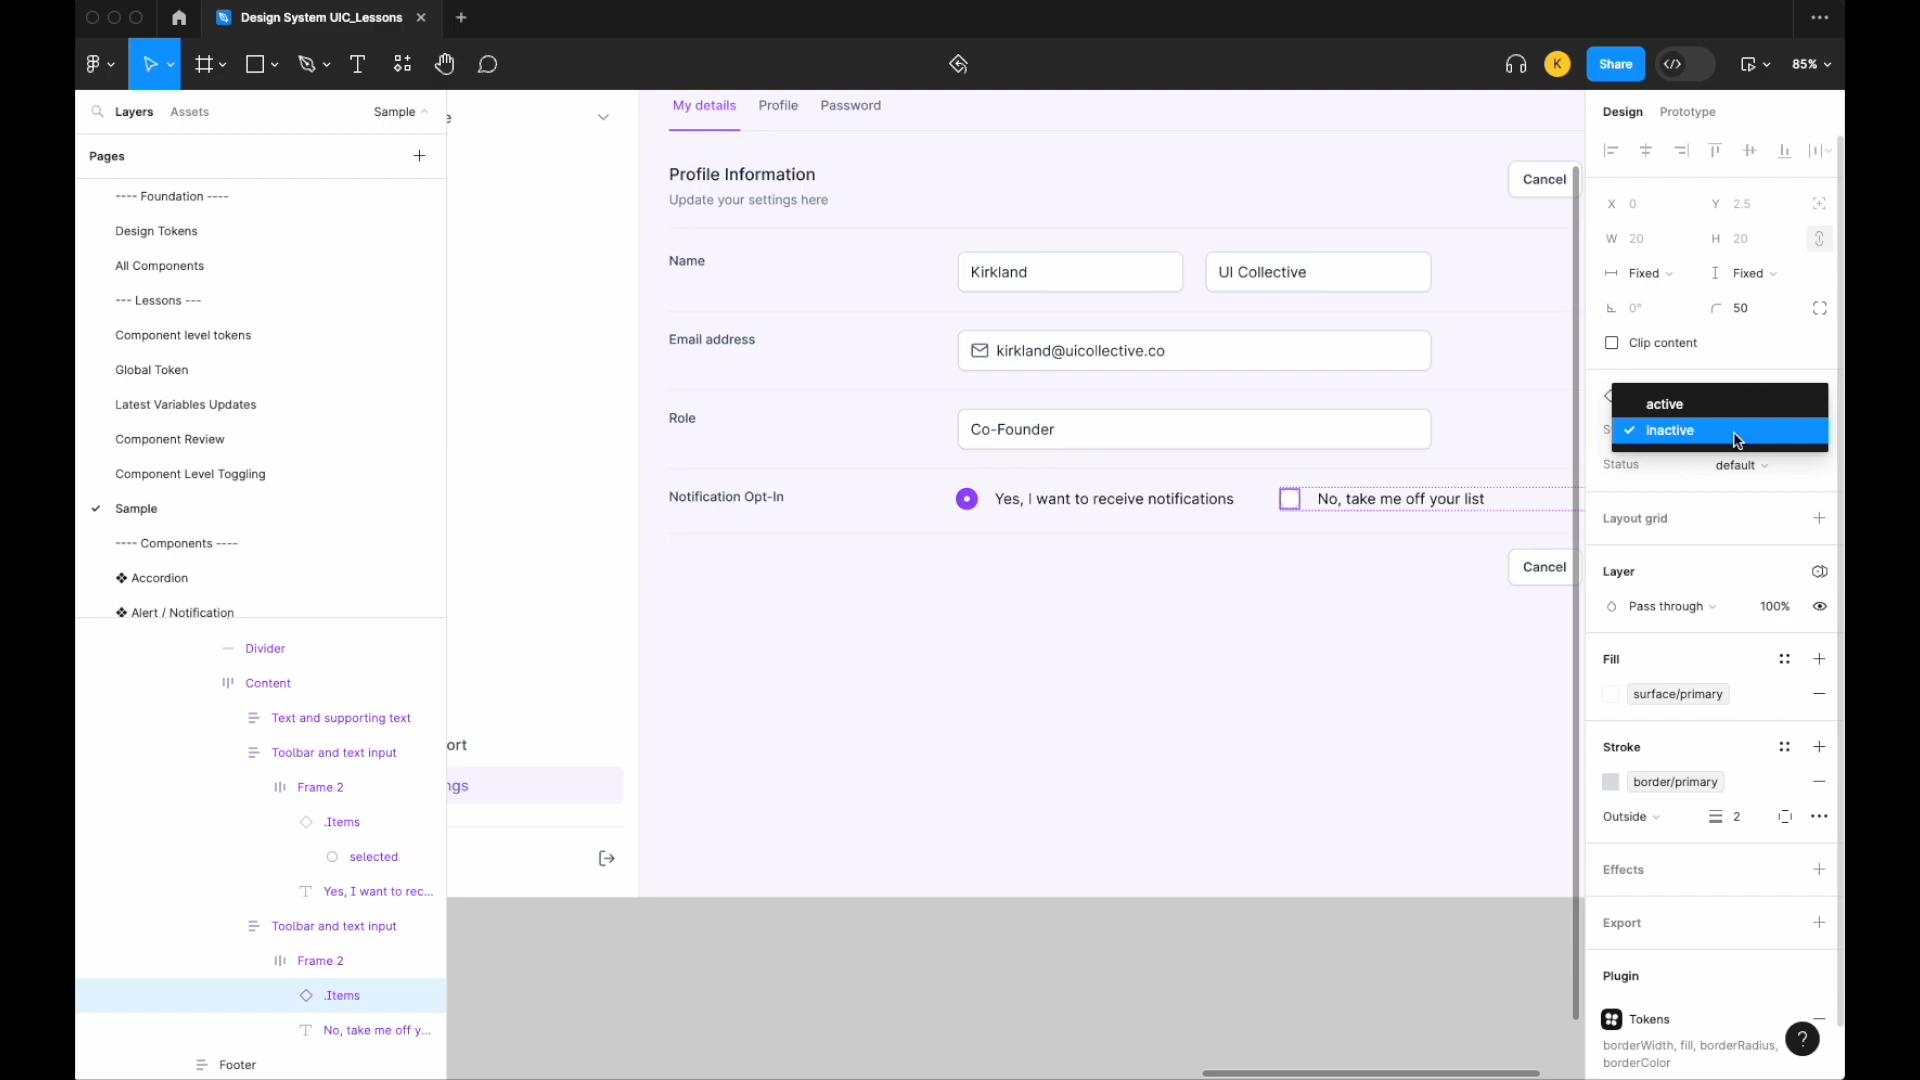 Design System UIC_Lessons
K
Share
85%
Layers
Assets
Sample
Pages
---- Foundation ----
Design Tokens
All Components
--- Lessons ---
Component level tokens
Global Token
Latest Variables Updates
Component Review
Component Level Toggling
Sample
---- Components ----
Accordion
Alert / Notification
Divider
Content
Text and supporting text
Toolbar and text input
Frame 2
.Items
selected
Yes, I want to rec...
Toolbar and text input
Frame 2
.Items
No, take me off y...
Footer
e
ort
ngs
My details
Profile
Password
Profile Information
Update your settings here
Cancel
Name
Kirkland
UI Collective
Email address
kirkland@uicollective.co
Role
Co-Founder
Notification Opt-In
Yes, I want to receive notifications
No, take me off your list
Cancel
Design
Prototype
X 0
Y 2.5
W 20
H 20
Fixed
Fixed
0°
50
Clip content
active
inactive
S
Status
default
Layout grid
Layer
Pass through
100%
Fill
surface/primary
Stroke
border/primary
Outside
2
Effects
Export
Plugin
Tokens
borderWidth, fill, borderRadius,
borderColor
?